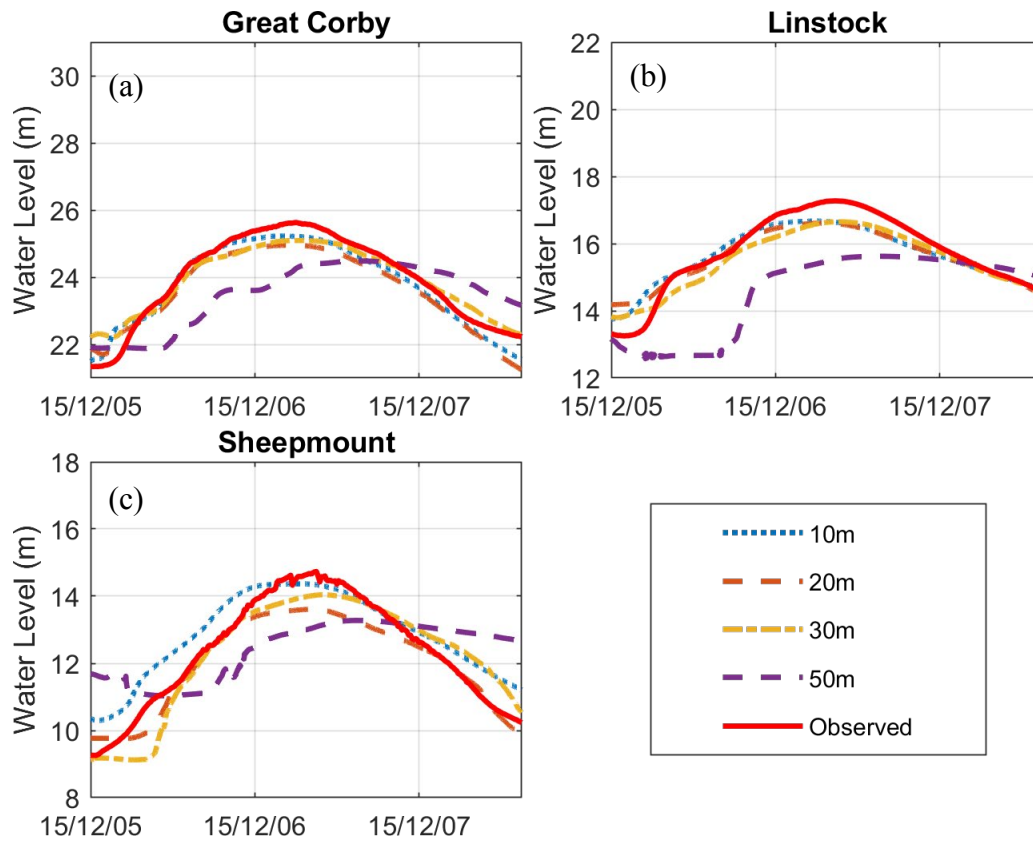 Great Corby
(a)
Water Level (m)
30
28
26
24
22
15/12/05 15/12/06 15/12/07
Linstock
(b)
Water Level (m)
22
20
18
16
14
12
15/12/05 15/12/06 15/12/07
Sheepmount
(c)
Water Level (m)
18
16
14
12
10
8
15/12/05 15/12/06 15/12/07
10m
20m
30m
50m
Observed